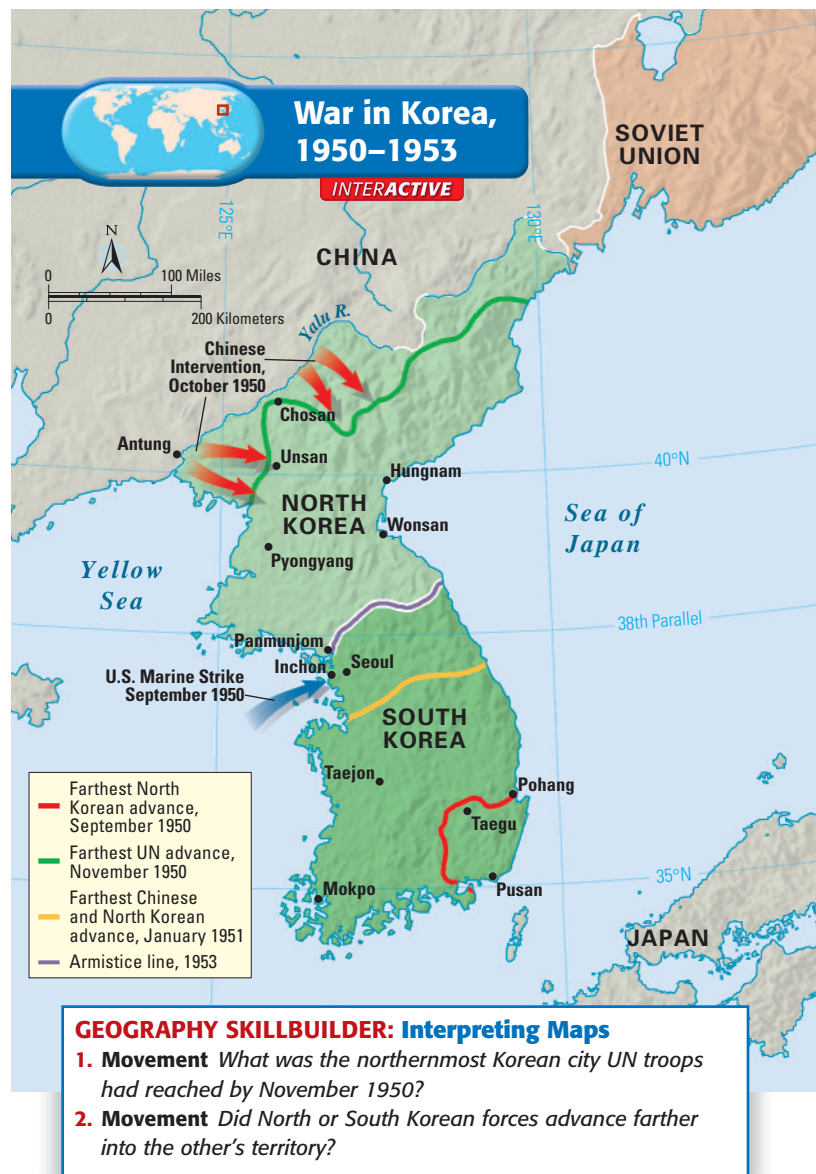 War in Korea,
1950–1953
INTERACTIVE
SOVIET
UNION
125°E
130°E
N
0 100 Miles
0 200 Kilometers
CHINA
Yalu R.
Chinese
Intervention,
October 1950
Chosan
Antung
Unsan
Hungnam
40°N
NORTH
KOREA
Wonsan
Sea of
Japan
Pyongyang
Yellow
Sea
38th Parallel
Panmunjom
Inchon
Seoul
U.S. Marine Strike
September 1950
SOUTH
KOREA
Taejon
Pohang
Taegu
Mokpo
Pusan
35°N
JAPAN
Farthest North
Korean advance,
September 1950
Farthest UN advance,
November 1950
Farthest Chinese
and North Korean
advance, January 1951
Armistice line, 1953
GEOGRAPHY SKILLBUILDER: Interpreting Maps
1. Movement What was the northernmost Korean city UN troops
had reached by November 1950?
2. Movement Did North or South Korean forces advance farther
into the other's territory?